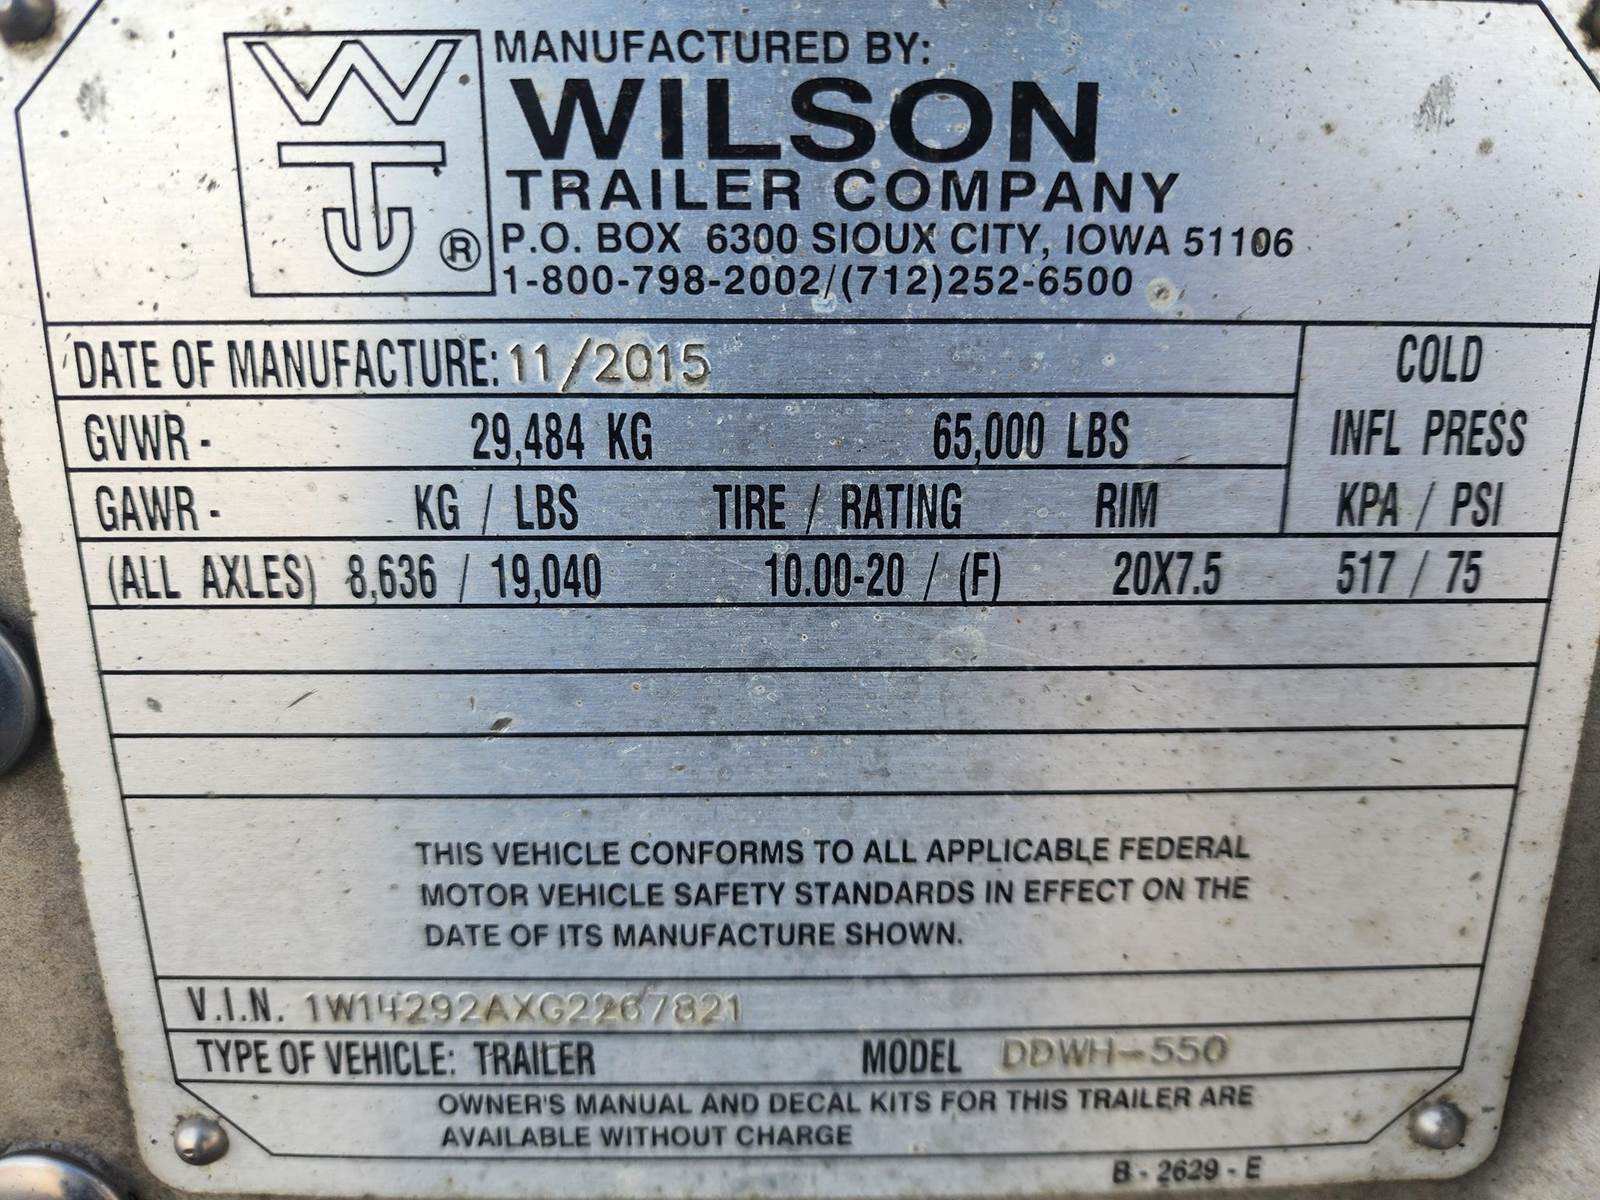 MANUFACTURED BY:
WILSON
TRAILER COMPANY
WTJ ® P.O. BOX 6300 SIOUX CITY, IOWA 51106
1-800-798-2002/(712)252-6500
DATE OF MANUFACTURE: 11/2015 COLD
GVWR - 29,484 KG 65,000 LBS INFL PRESS
GAWR - KG / LBS TIRE / RATING RIM KPA / PSI
(ALL AXLES) 8,636 / 19,040 10.00-20 / (F) 20X7.5 517 / 75
THIS VEHICLE CONFORMS TO ALL APPLICABLE FEDERAL
MOTOR VEHICLE SAFETY STANDARDS IN EFFECT ON THE
DATE OF ITS MANUFACTURE SHOWN.
V.I.N. 1W14292AXG2267821
TYPE OF VEHICLE: TRAILER MODEL DDWH-550
OWNER'S MANUAL AND DECAL KITS FOR THIS TRAILER ARE
AVAILABLE WITHOUT CHARGE
B - 2629 - E